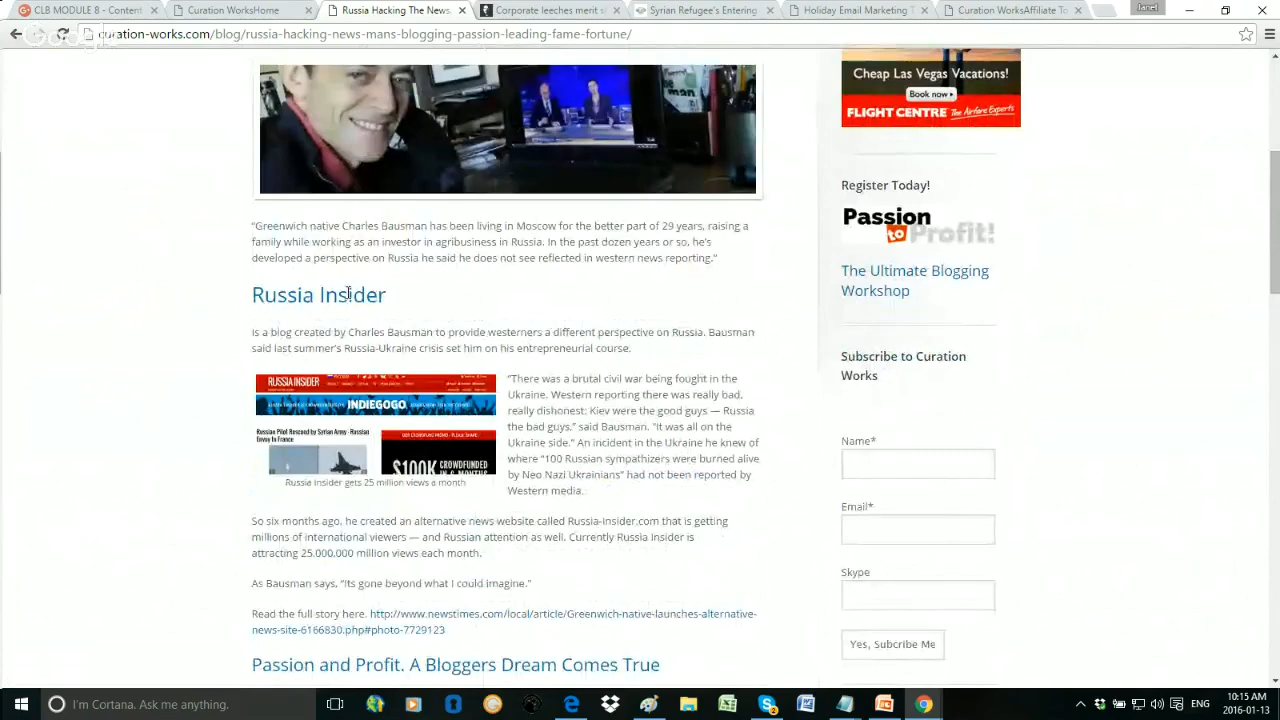 CLB MODULE 8 - Content
Curation WorksHome
Russia Hacking The News
Corporate leeches merit s
Syrian Refugee's Entering
Holiday Email Marketing T
Curation WorksAffiliate To
Jared
curation-works.com/blog/russia-hacking-news-mans-blogging-passion-leading-fame-fortune/
Cheap Las Vegas Vacations!
Book now
FLIGHT CENTRE The Airfare Experts
"Greenwich native Charles Bausman has been living in Moscow for the better part of 29 years, raising a
family while working as an investor in agribusiness in Russia. In the past dozen years or so, he's
developed a perspective on Russia he said he does not see reflected in western news reporting."
Russia Insider
Is a blog created by Charles Bausman to provide westerners a different perspective on Russia. Bausman
said last summer's Russia-Ukraine crisis set him on his entrepreneurial course.
RUSSIA INSIDER
INDIEGOGO
Russian Pilot Rescued by Syrian Army - Russian
Envoy In France
$100K CROWDFUNDED
Russia Insider gets 25 million views a month
"There was a brutal civil war being fought in the
Ukraine. Western reporting there was really bad,
really dishonest: Kiev were the good guys — Russia
the bad guys," said Bausman. "It was all on the
Ukraine side." An incident in the Ukraine he knew of
where "100 Russian sympathizers were burned alive
by Neo Nazi Ukrainians" had not been reported by
Western media.
So six months ago, he created an alternative news website called Russia-Insider.com that is getting
millions of international viewers — and Russian attention as well. Currently Russia Insider is
attracting 25,000,000 million views each month.
As Bausman says, "Its gone beyond what I could imagine."
Read the full story here. http://www.newstimes.com/local/article/Greenwich-native-launches-alternative-
news-site-6166830.php#photo-7729123
Passion and Profit. A Bloggers Dream Comes True
Register Today!
Passion
to Profit!
The Ultimate Blogging
Workshop
Subscribe to Curation
Works
Name*
Email*
Skype
Yes, Subcribe Me
I'm Cortana. Ask me anything.
ENG
10:15 AM
2016-01-13